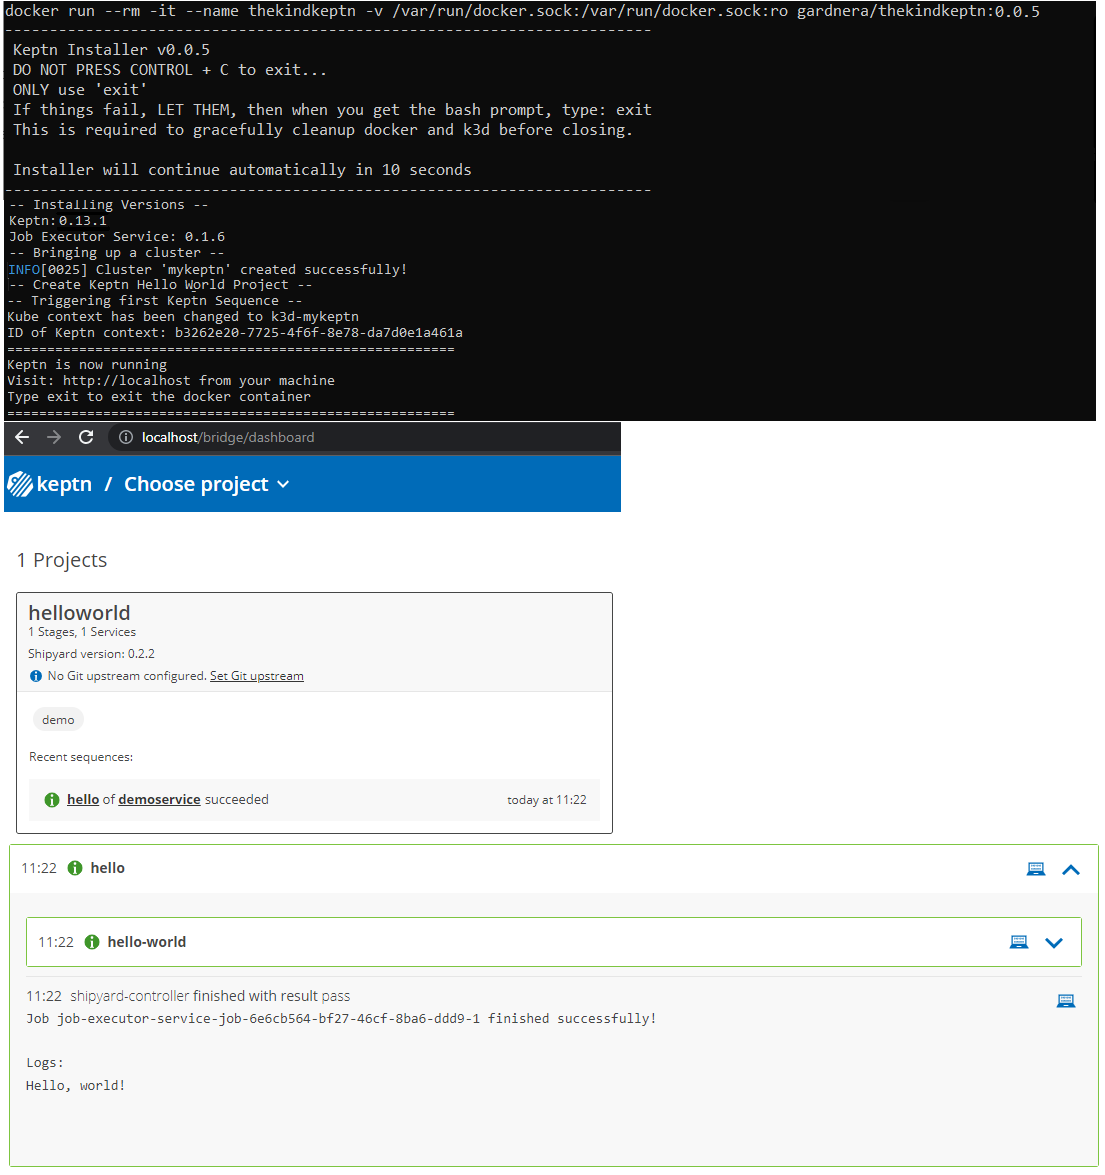 docker run --rm -it --name thekindkeptn -v /var/run/docker.sock:/var/run/docker.sock:ro gardnera/thekindkeptn:0.0.5
------------------------------------------------------------------------
Keptn Installer v0.0.5
DO NOT PRESS CONTROL + C to exit...
ONLY use 'exit'
If things fail, LET THEM, then when you get the bash prompt, type: exit
This is required to gracefully cleanup docker and k3d before closing.
Installer will continue automatically in 10 seconds
------------------------------------------------------------------------
-- Installing Versions --
Keptn:0.13.1
Job Executor Service: 0.1.6
-- Bringing up a cluster --
INFO[0025] Cluster 'mykeptn' created successfully!
-- Create Keptn Hello World Project --
-- Triggering first Keptn Sequence --
Kube context has been changed to k3d-mykeptn
ID of Keptn context: b3262e20-7725-4f6f-8e78-da7d0e1a461a
========================================================
Keptn is now running
Visit: http://localhost from your machine
Type exit to exit the docker container
========================================================
localhost/bridge/dashboard
keptn / Choose project
1 Projects
helloworld
1 Stages, 1 Services
Shipyard version: 0.2.2
No Git upstream configured. Set Git upstream
demo
Recent sequences:
hello of demoservice succeeded today at 11:22
11:22 hello
11:22 hello-world
11:22 shipyard-controller finished with result pass
Job job-executor-service-job-6e6cb564-bf27-46cf-8ba6-ddd9-1 finished successfully!
Logs:
Hello, world!